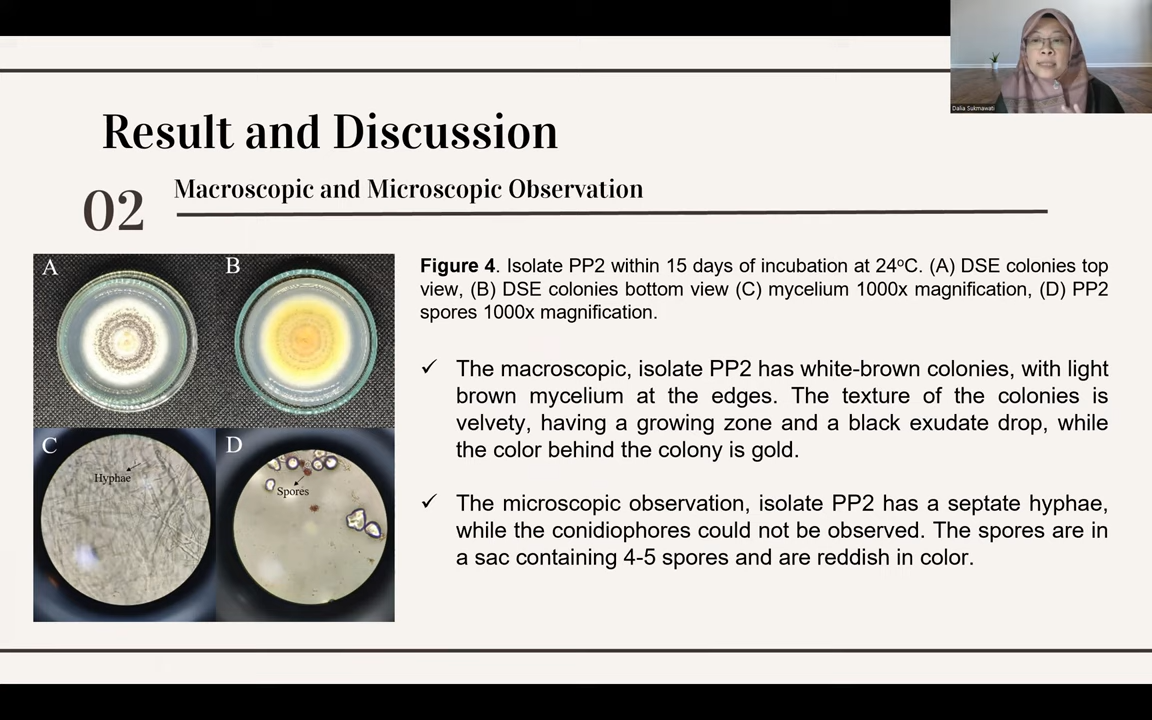 Dalia Sukmawati
Result and Discussion
02
Macroscopic and Microscopic Observation
A
B
C
Hyphae
D
Spores
Figure 4. Isolate PP2 within 15 days of incubation at 24°C. (A) DSE colonies top
view, (B) DSE colonies bottom view (C) mycelium 1000x magnification, (D) PP2
spores 1000x magnification.
✓ The macroscopic, isolate PP2 has white-brown colonies, with light
brown mycelium at the edges. The texture of the colonies is
velvety, having a growing zone and a black exudate drop, while
the color behind the colony is gold.
✓ The microscopic observation, isolate PP2 has a septate hyphae,
while the conidiophores could not be observed. The spores are in
a sac containing 4-5 spores and are reddish in color.